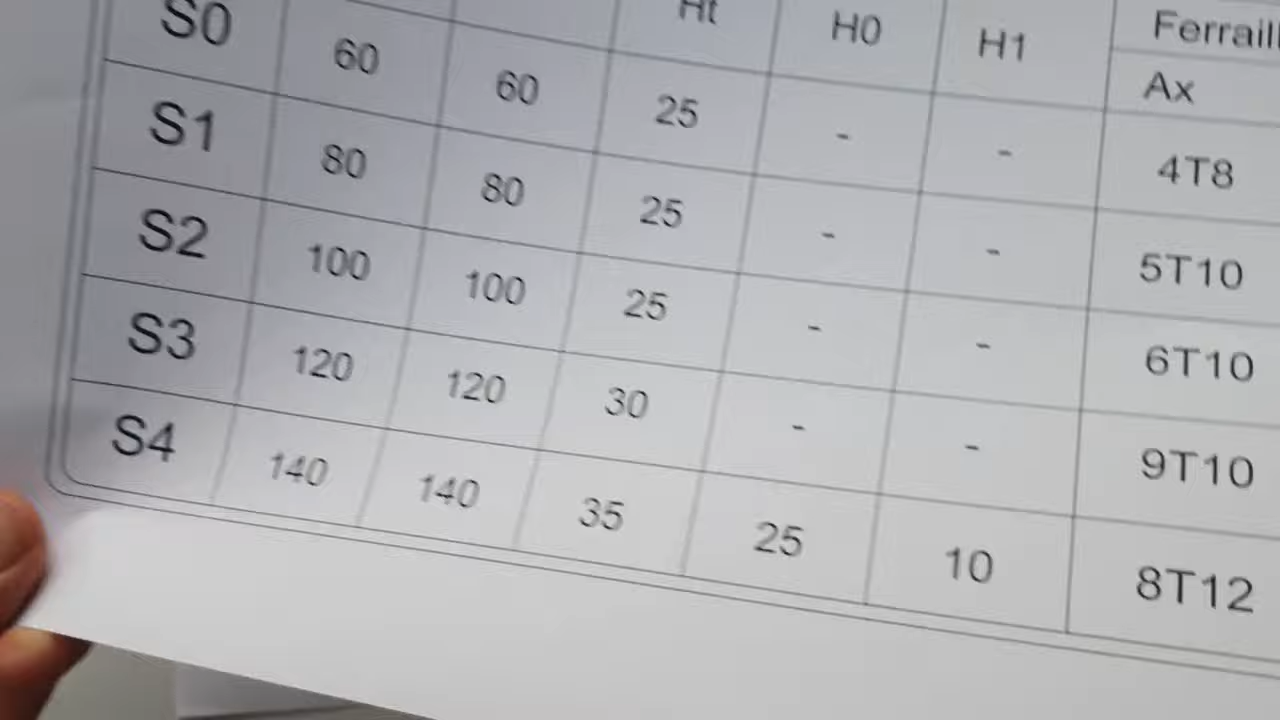 Ht H0 H1 Ferraill
Ax
S0 60 60 25 - - 4T8
S1 80 80 25 - - 5T10
S2 100 100 25 - - 6T10
S3 120 120 30 - - 9T10
S4 140 140 35 25 10 8T12